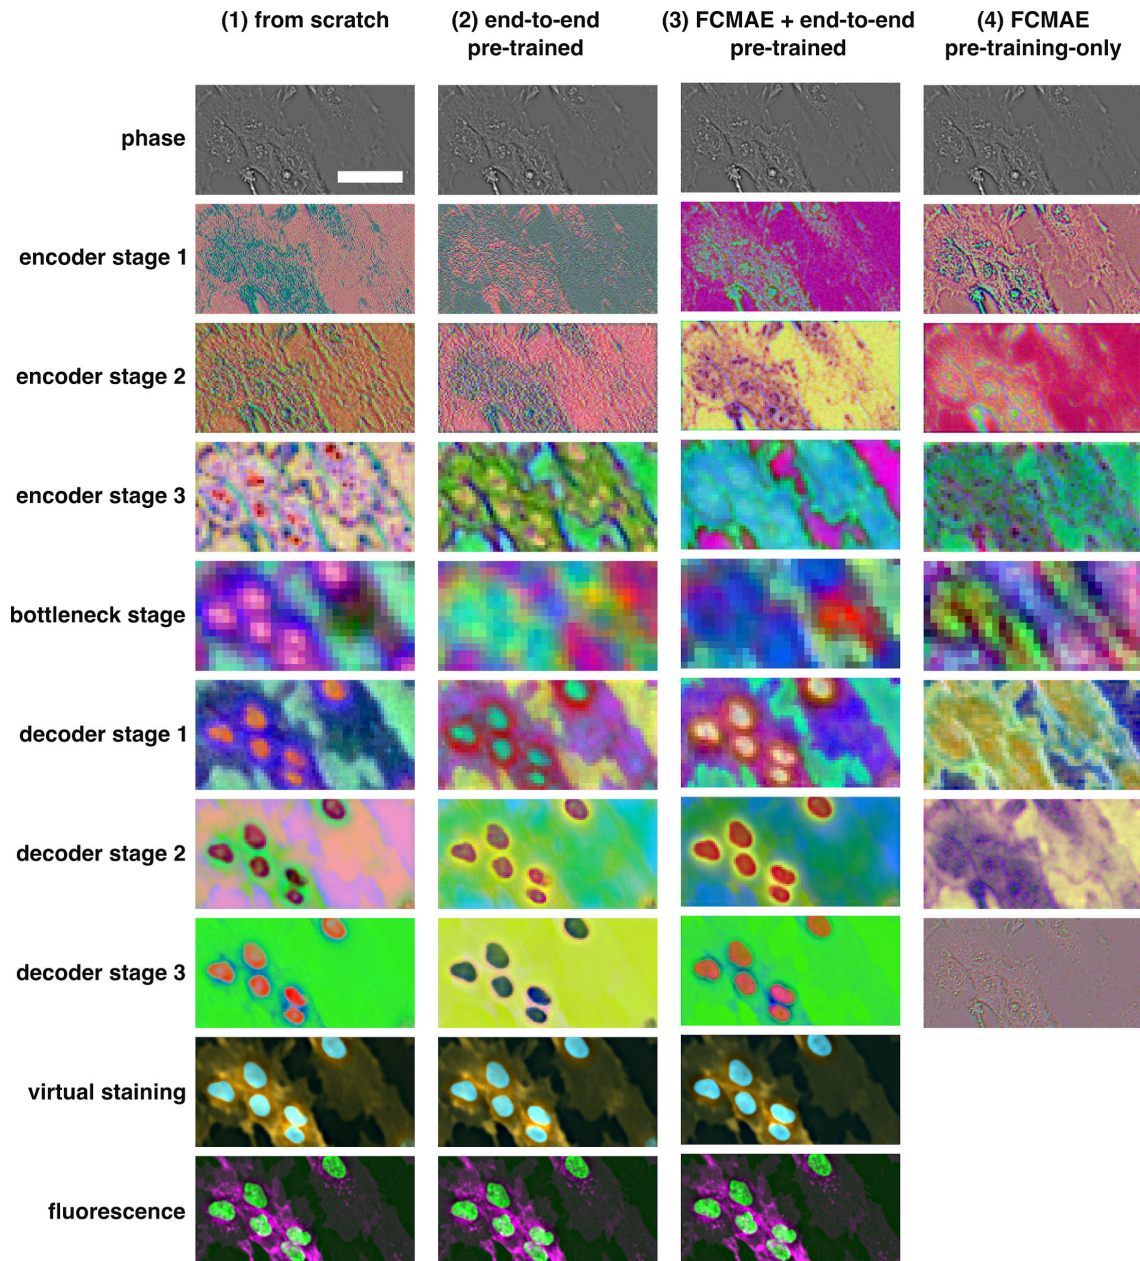 (1) from scratch
(2) end-to-end
pre-trained
(3) FCMAE + end-to-end
pre-trained
(4) FCMAE
pre-training-only
phase
encoder stage 1
encoder stage 2
encoder stage 3
bottleneck stage
decoder stage 1
decoder stage 2
decoder stage 3
virtual staining
fluorescence